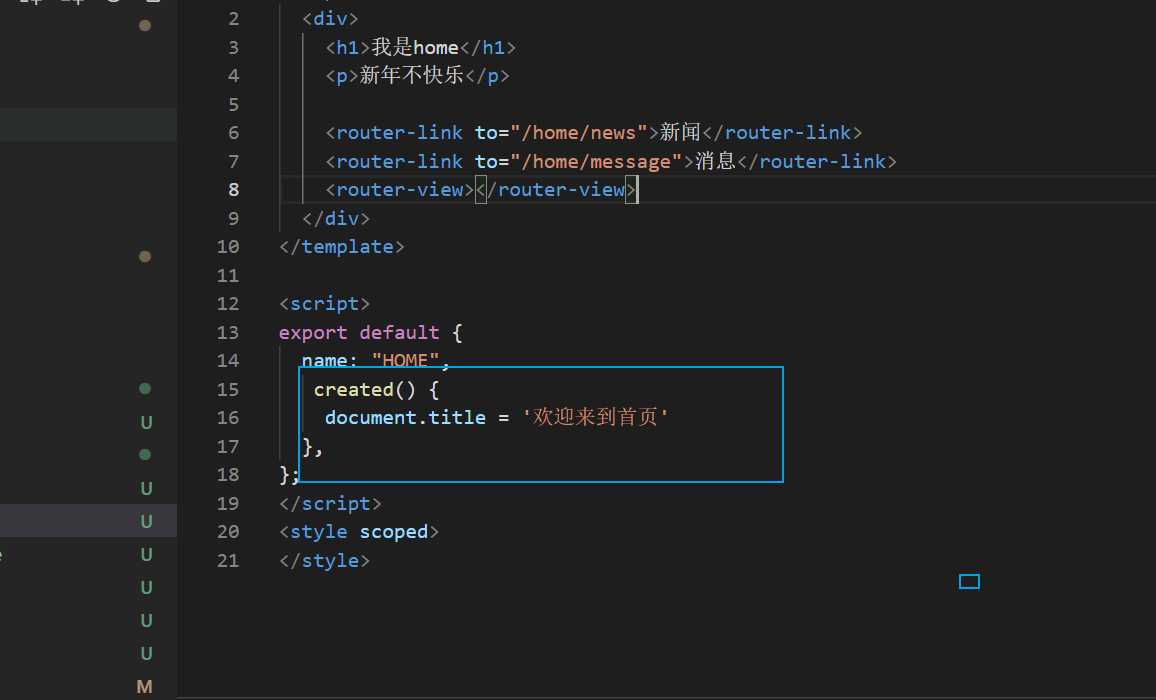 2 <div>
3 <h1>我是home</h1>
4 <p>新年不快乐</p>
5
6 <router-link to="/home/news">新闻</router-link>
7 <router-link to="/home/message">消息</router-link>
8 <router-view></router-view>
9 </div>
10 </template>
11
12 <script>
13 export default {
14 name: "HOME",
15 created() {
16 document.title = '欢迎来到首页'
17 },
18 };
19 </script>
20 <style scoped>
21 </style>
U
U
U
U
U
U
U
M